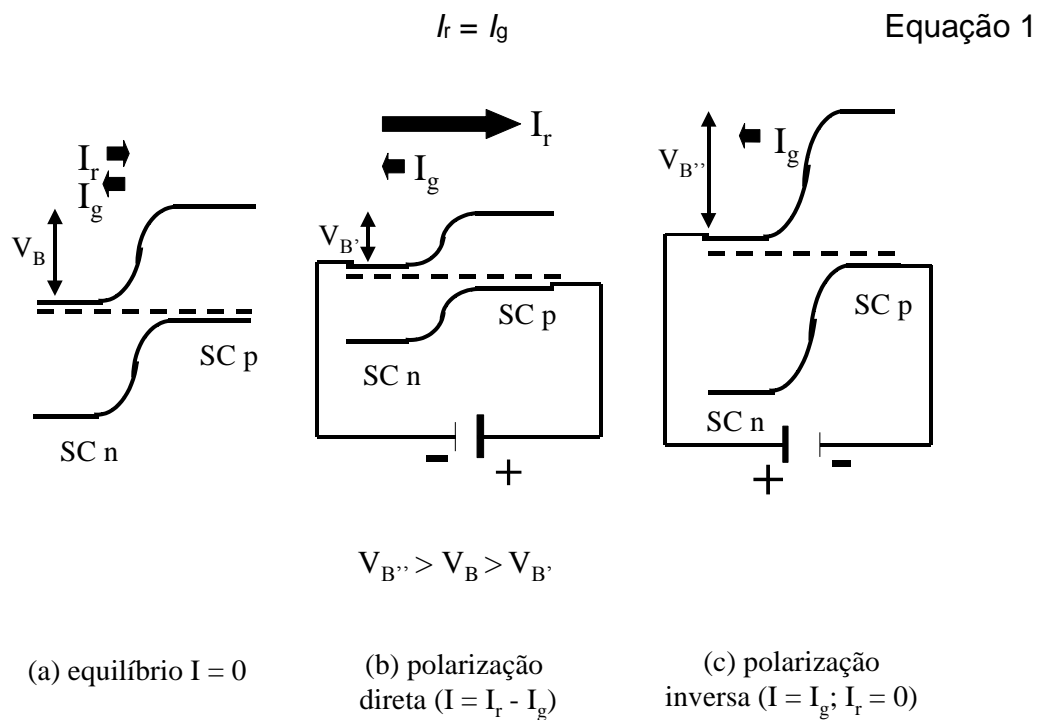 Ir = Ig Equação 1
Ir
Ig
VB
SC p
SC n
Ir
Ig
VB'
SC p
SC n
- +
Ig
VB''
SC p
SC n
+ -
VB'' > VB > VB'
(a) equilíbrio I = 0
(b) polarização
direta (I = Ir - Ig)
(c) polarização
inversa (I = Ig; Ir = 0)